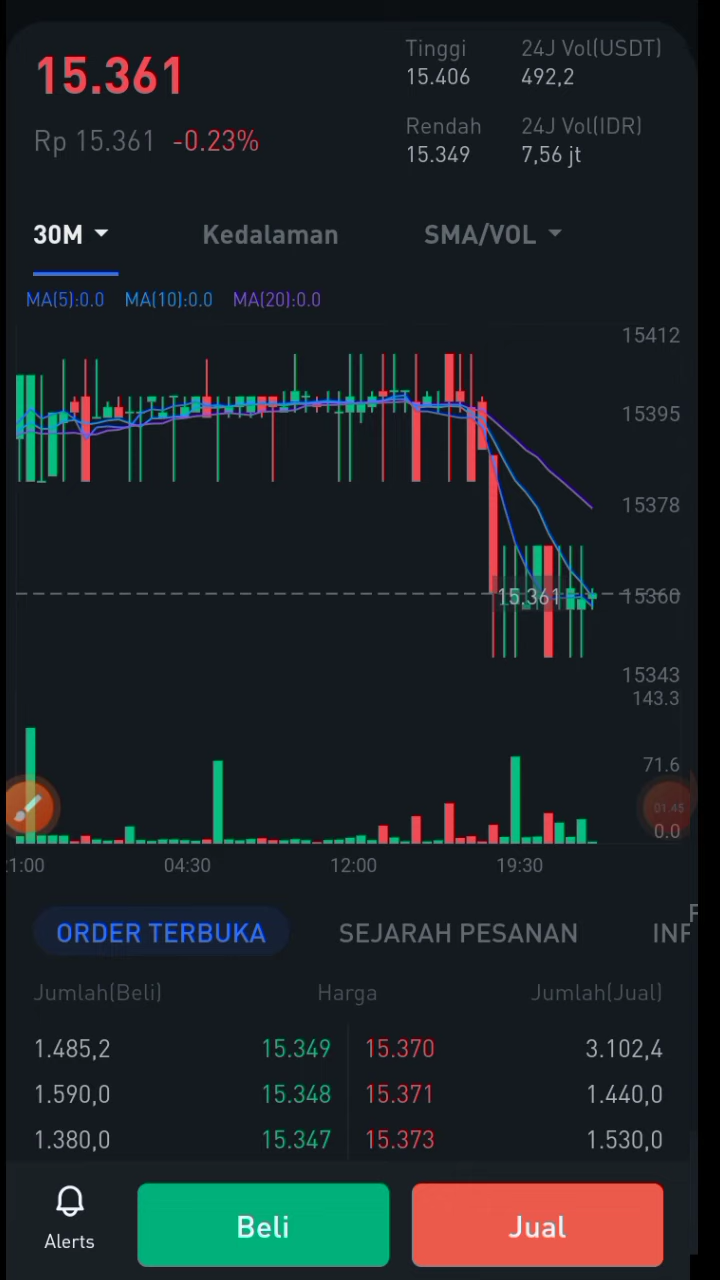 15.361
Rp 15.361 -0.23%
Tinggi
15.406
24J Vol(USDT)
492,2
Rendah
15.349
24J Vol(IDR)
7,56 jt
30M Kedalaman SMA/VOL
MA(5):0.0 MA(10):0.0 MA(20):0.0
15412
15395
15378
15.361 15360
15343
143.3
71.6
01:45
0.0
1:00 04:30 12:00 19:30
ORDER TERBUKA SEJARAH PESANAN INF
Jumlah(Beli) Harga Jumlah(Jual)
1.485,2 15.349 15.370 3.102,4
1.590,0 15.348 15.371 1.440,0
1.380,0 15.347 15.373 1.530,0
Alerts Beli Jual